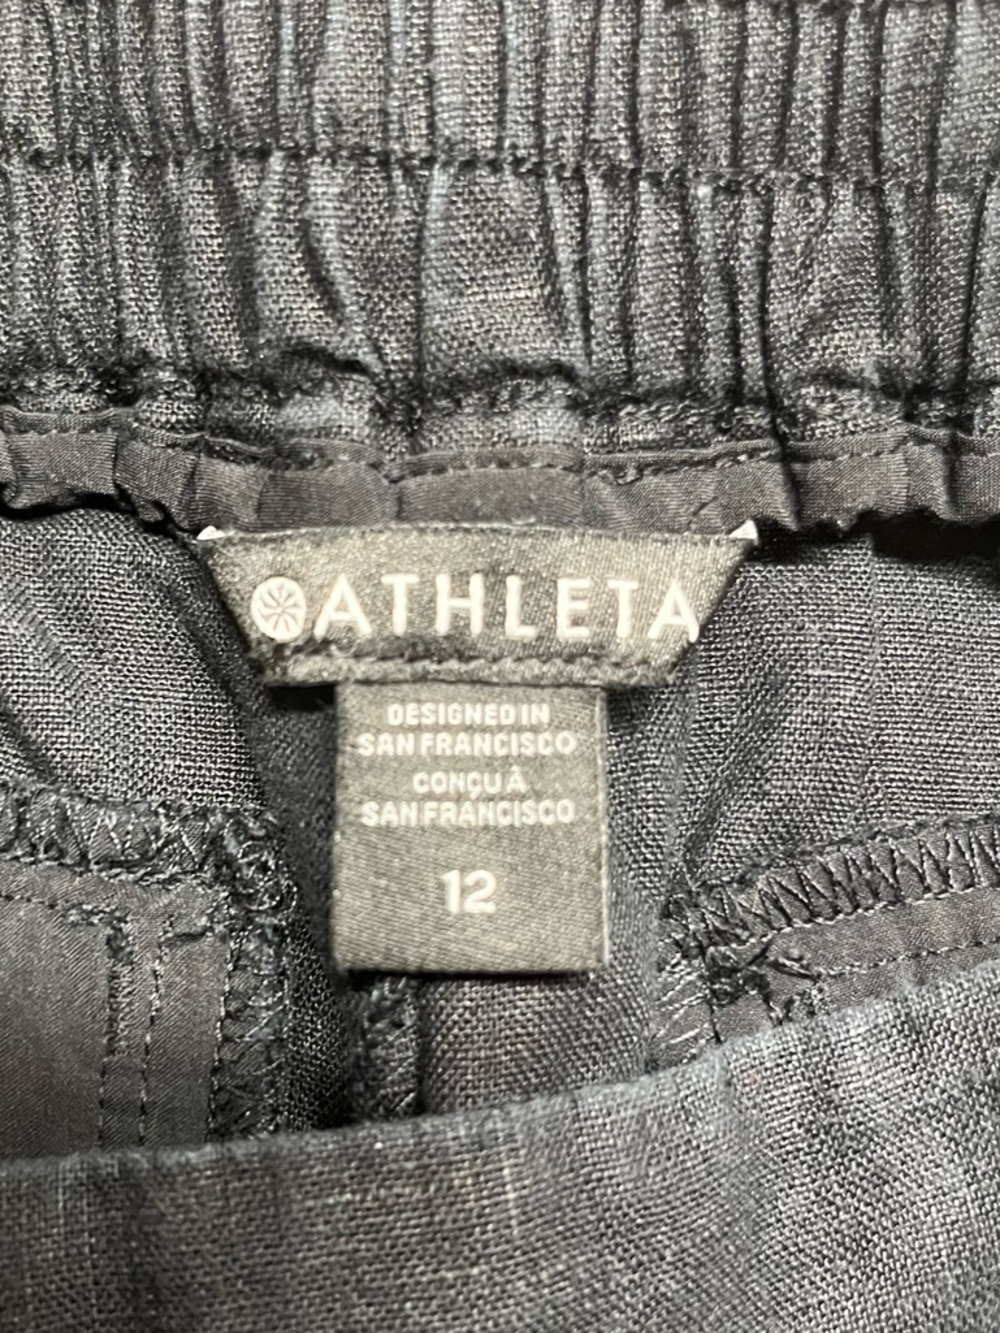 ATHLETA
DESIGNED IN
SAN FRANCISCO
CONÇU À
SAN FRANCISCO
12